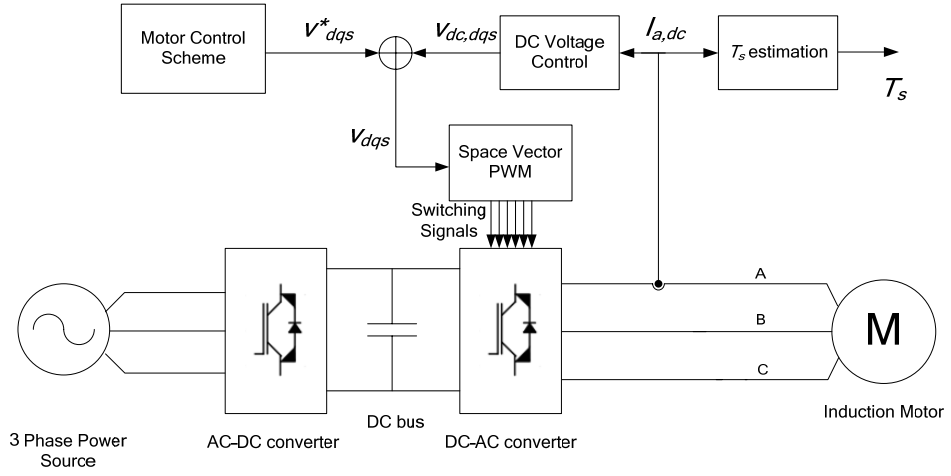 Motor Control
Scheme
v*dqs
vdc,dqs
DC Voltage
Control
Ia,dc
Ts estimation
Ts
vdqs
Space Vector
PWM
Switching
Signals
A
B
C
M
3 Phase Power
Source
AC-DC converter
DC bus
DC-AC converter
Induction Motor